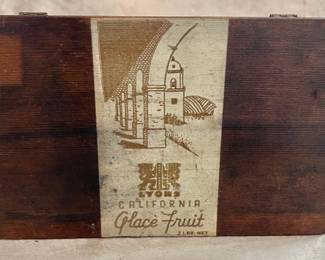 LYONS
CALIFORNIA
Glacé Fruit
2 LBS. NET